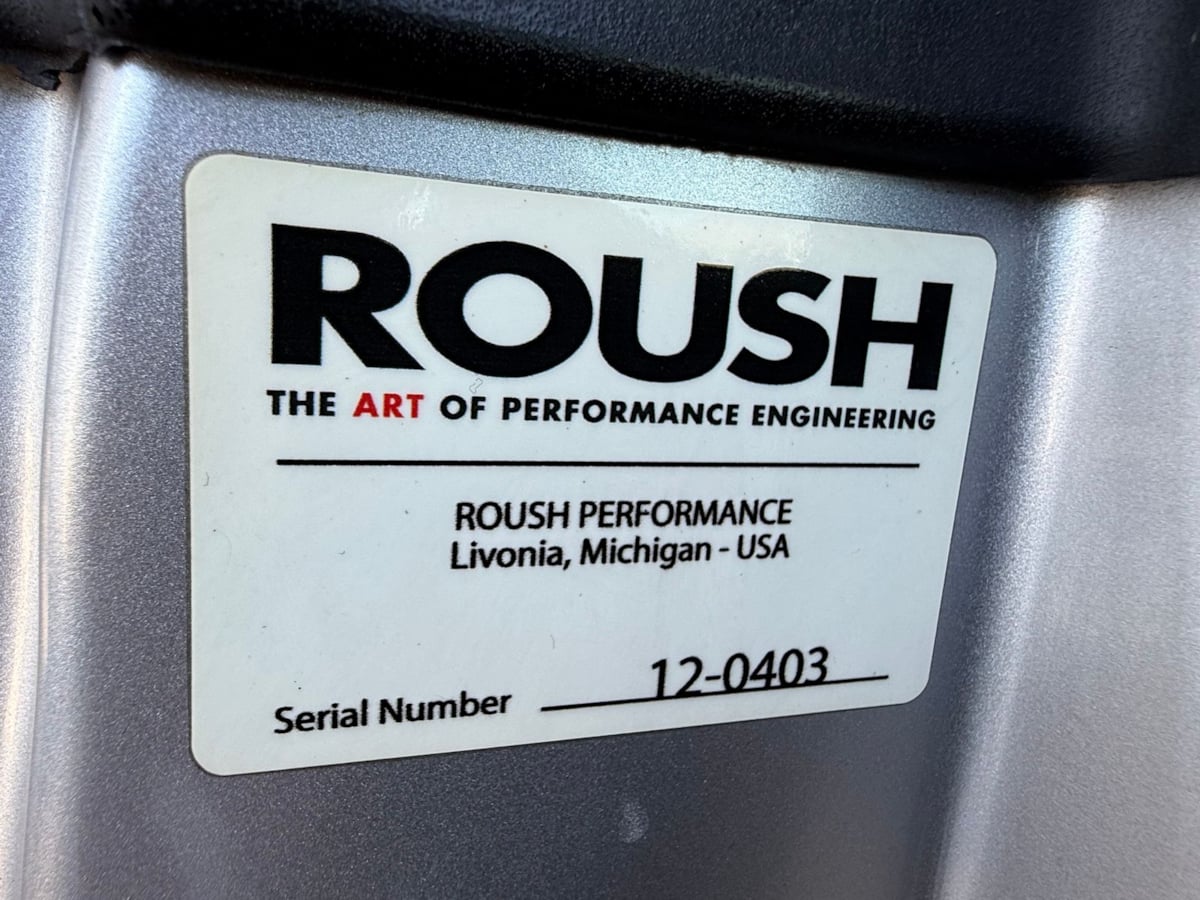 ROUSH
THE ART OF PERFORMANCE ENGINEERING
ROUSH PERFORMANCE
Livonia, Michigan - USA
Serial Number 12-0403